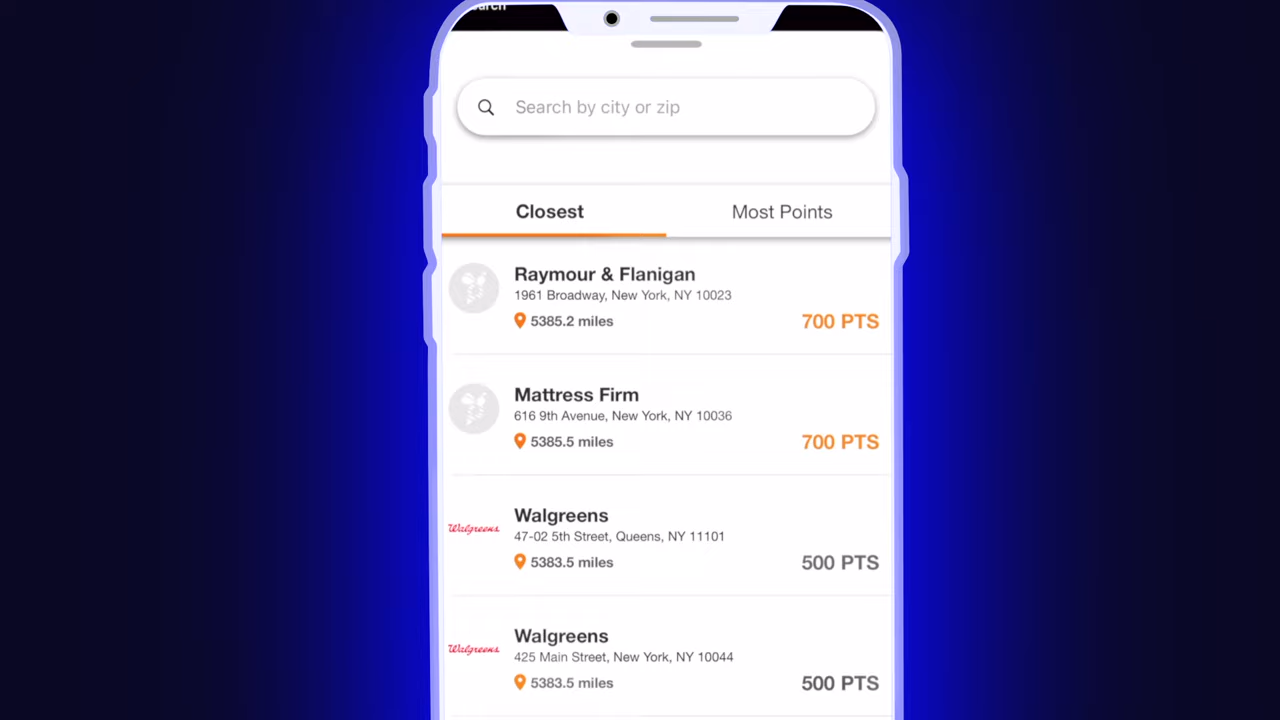 Search by city or zip
Closest
Most Points
Raymour & Flanigan
1961 Broadway, New York, NY 10023
5385.2 miles
700 PTS
Mattress Firm
616 9th Avenue, New York, NY 10036
5385.5 miles
700 PTS
Walgreens
Walgreens
47-02 5th Street, Queens, NY 11101
5383.5 miles
500 PTS
Walgreens
Walgreens
425 Main Street, New York, NY 10044
5383.5 miles
500 PTS